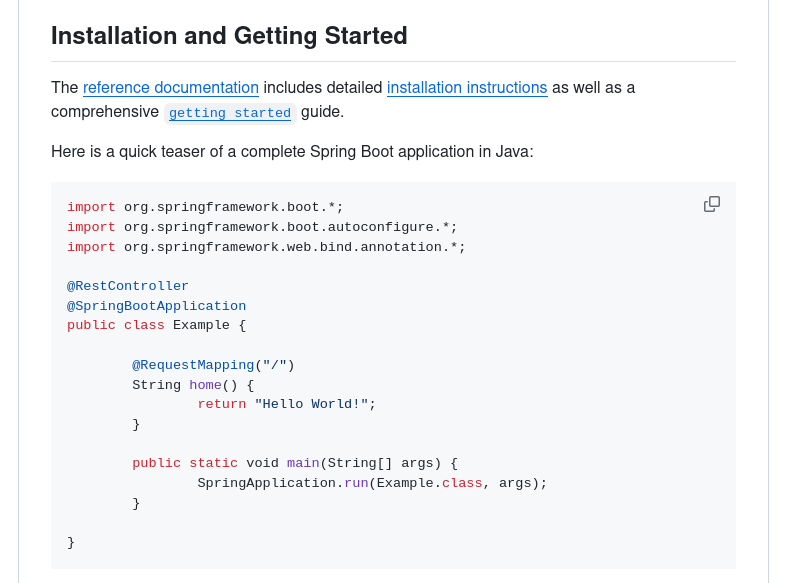 Installation and Getting Started
The reference documentation includes detailed installation instructions as well as a
comprehensive getting started guide.
Here is a quick teaser of a complete Spring Boot application in Java:
import org.springframework.boot.*;
import org.springframework.boot.autoconfigure.*;
import org.springframework.web.bind.annotation.*;

@RestController
@SpringBootApplication
public class Example {

        @RequestMapping("/")
        String home() {
                return "Hello World!";
        }

        public static void main(String[] args) {
                SpringApplication.run(Example.class, args);
        }

}